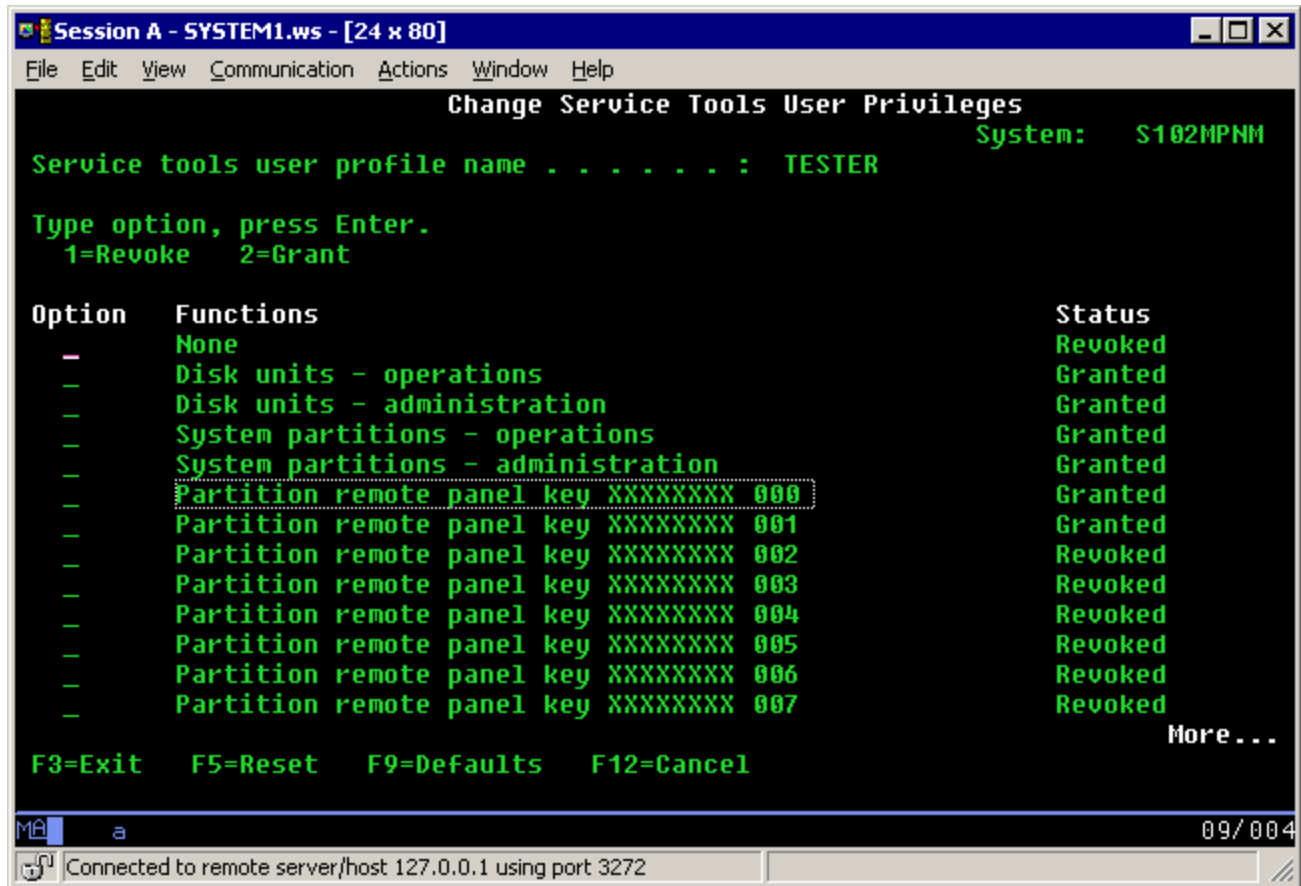 Session A - SYSTEM1.ws - [24 x 80]
File Edit View Communication Actions Window Help
Change Service Tools User Privileges
System: S102MPNM
Service tools user profile name . . . . . . : TESTER
Type option, press Enter.
1=Revoke 2=Grant
Option Functions Status
_ None Revoked
_ Disk units - operations Granted
_ Disk units - administration Granted
_ System partitions - operations Granted
_ System partitions - administration Granted
_ Partition remote panel key XXXXXXXX 000 Granted
_ Partition remote panel key XXXXXXXX 001 Granted
_ Partition remote panel key XXXXXXXX 002 Revoked
_ Partition remote panel key XXXXXXXX 003 Revoked
_ Partition remote panel key XXXXXXXX 004 Revoked
_ Partition remote panel key XXXXXXXX 005 Revoked
_ Partition remote panel key XXXXXXXX 006 Revoked
_ Partition remote panel key XXXXXXXX 007 Revoked
More...
F3=Exit F5=Reset F9=Defaults F12=Cancel
MA a 09/004
Connected to remote server/host 127.0.0.1 using port 3272